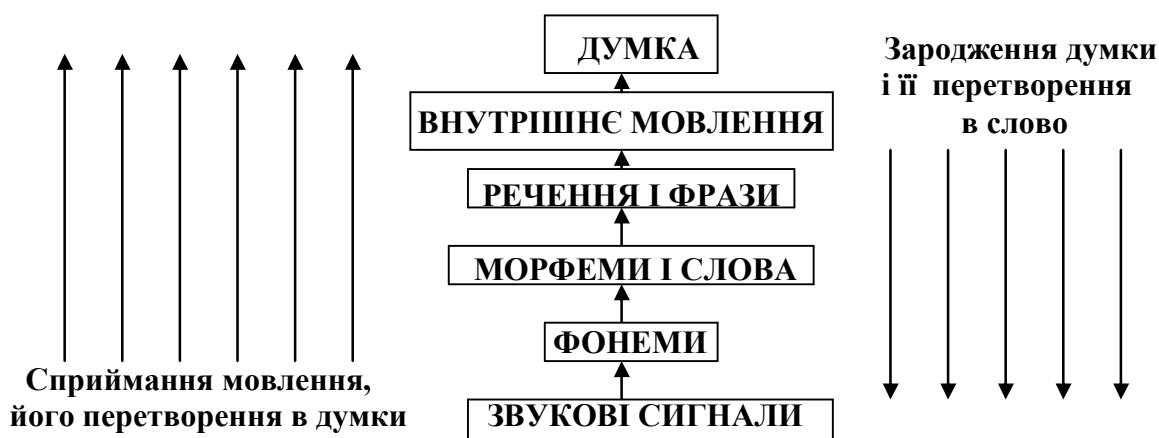 ДУМКА
ВНУТРІШНЄ МОВЛЕННЯ
РЕЧЕННЯ І ФРАЗИ
МОРФЕМИ І СЛОВА
ФОНЕМИ
ЗВУКОВІ СИГНАЛИ
Сприймання мовлення,
його перетворення в думки
Зародження думки
і її перетворення
в слово